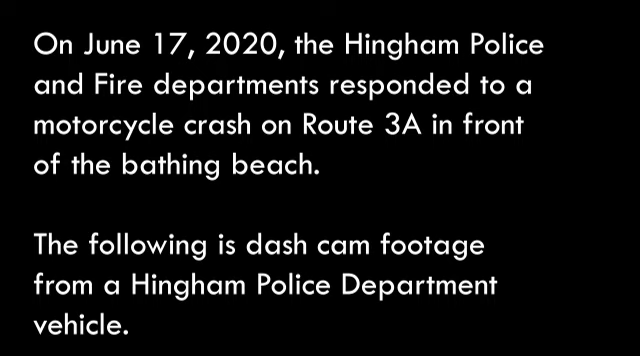 On June 17, 2020, the Hingham Police
and Fire departments responded to a
motorcycle crash on Route 3A in front
of the bathing beach.
The following is dash cam footage
from a Hingham Police Department
vehicle.